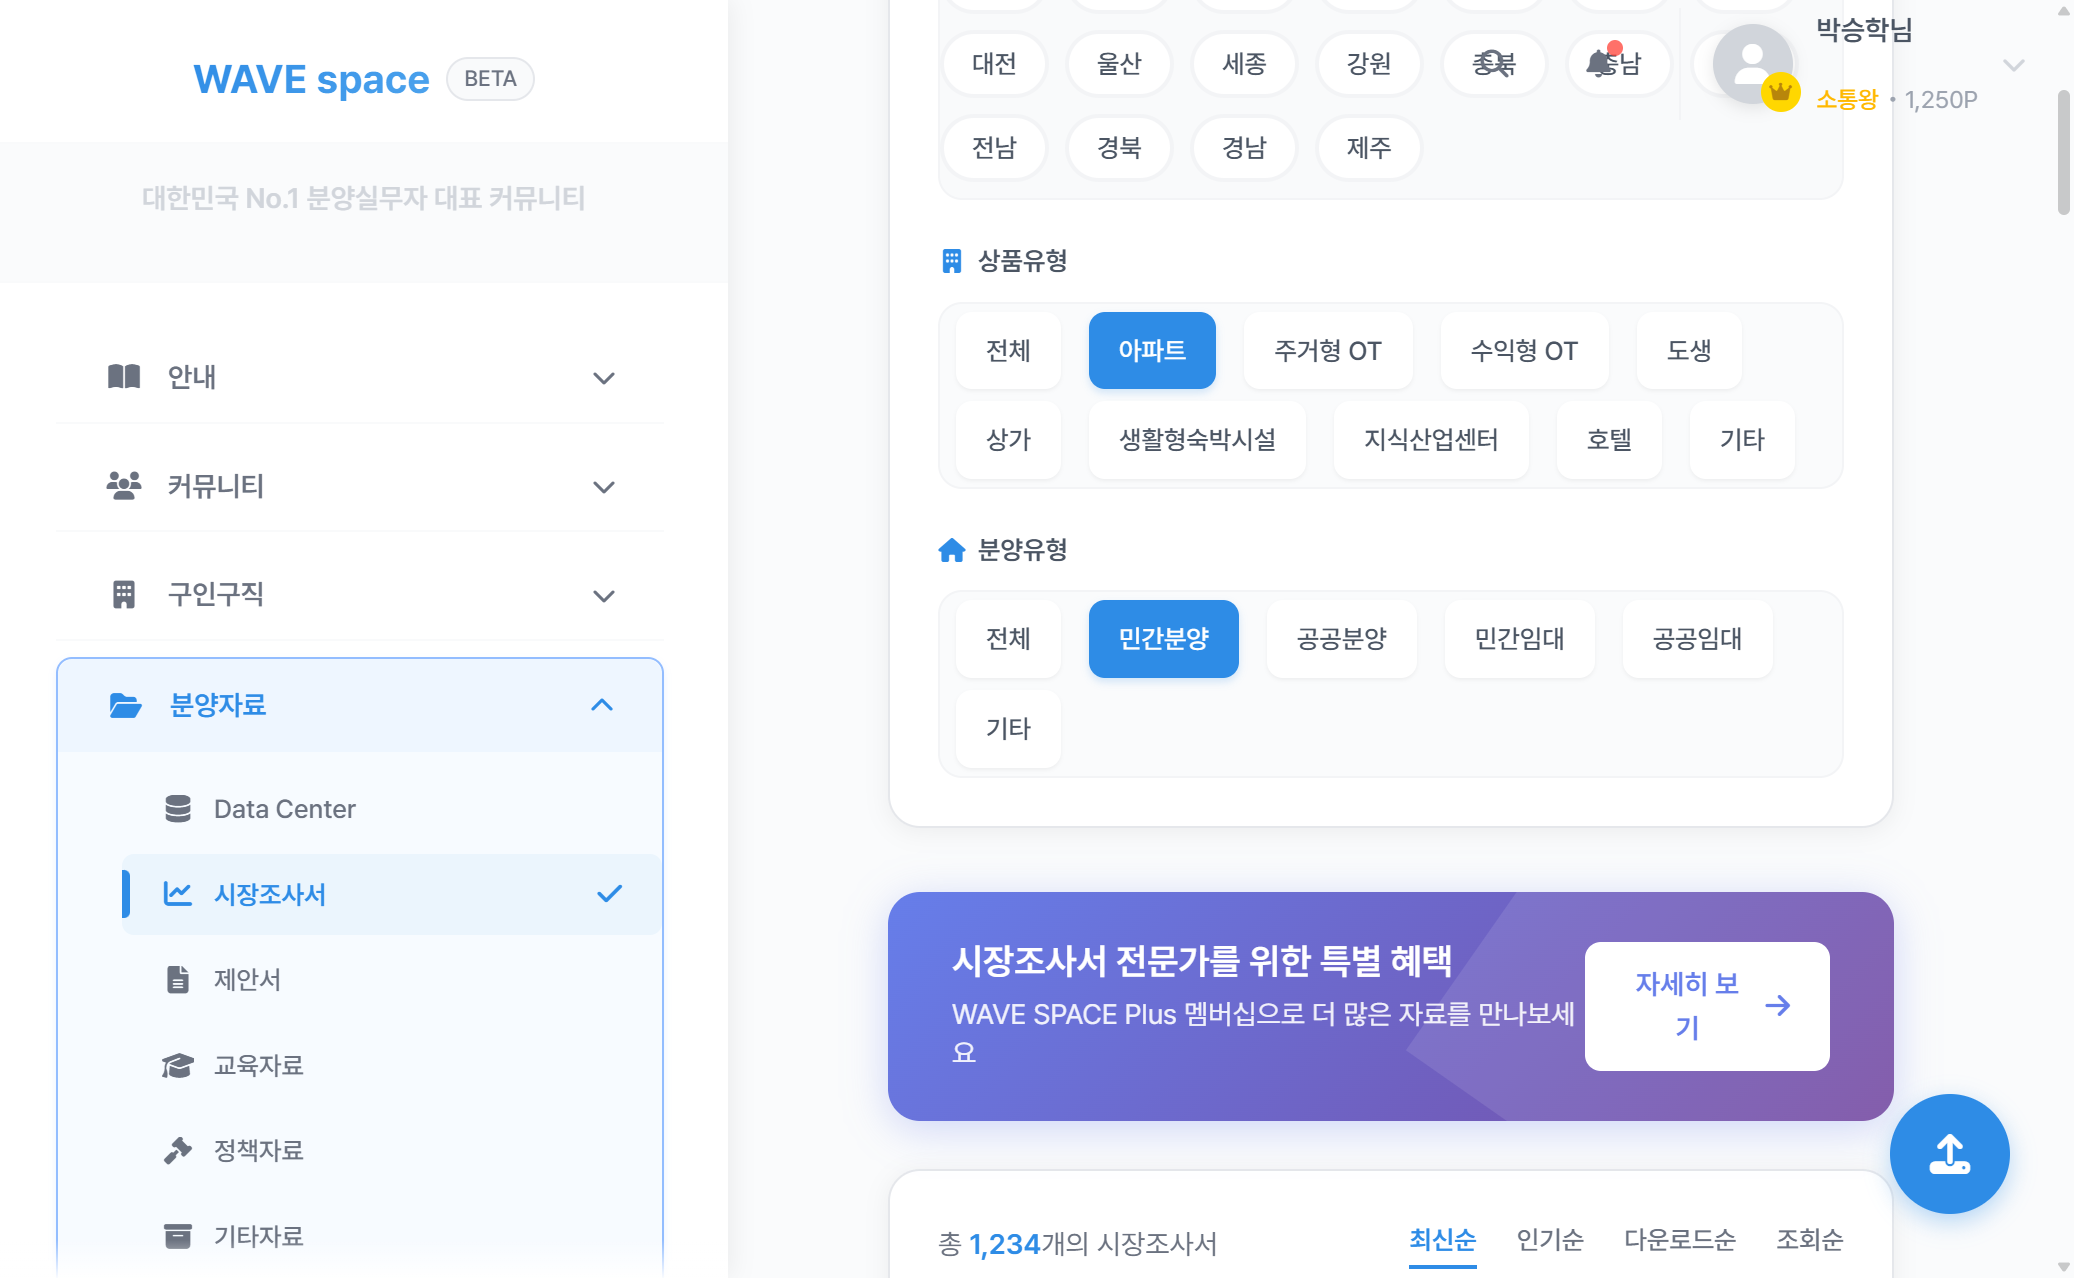 WAVE space BETA
대한민국 No.1 분양실무자 대표 커뮤니티
안내
커뮤니티
구인구직
분양자료
Data Center
시장조사서
제안서
교육자료
정책자료
기타자료
박승학님
소통왕 • 1,250P
대전 울산 세종 강원 충북 충남
전남 경북 경남 제주
상품유형
전체 아파트 주거형 OT 수익형 OT 도생
상가 생활형숙박시설 지식산업센터 호텔 기타
분양유형
전체 민간분양 공공분양 민간임대 공공임대
기타
시장조사서 전문가를 위한 특별 혜택
WAVE SPACE Plus 멤버십으로 더 많은 자료를 만나보세
요
자세히 보
기
총 1,234개의 시장조사서
최신순 인기순 다운로드순 조회순